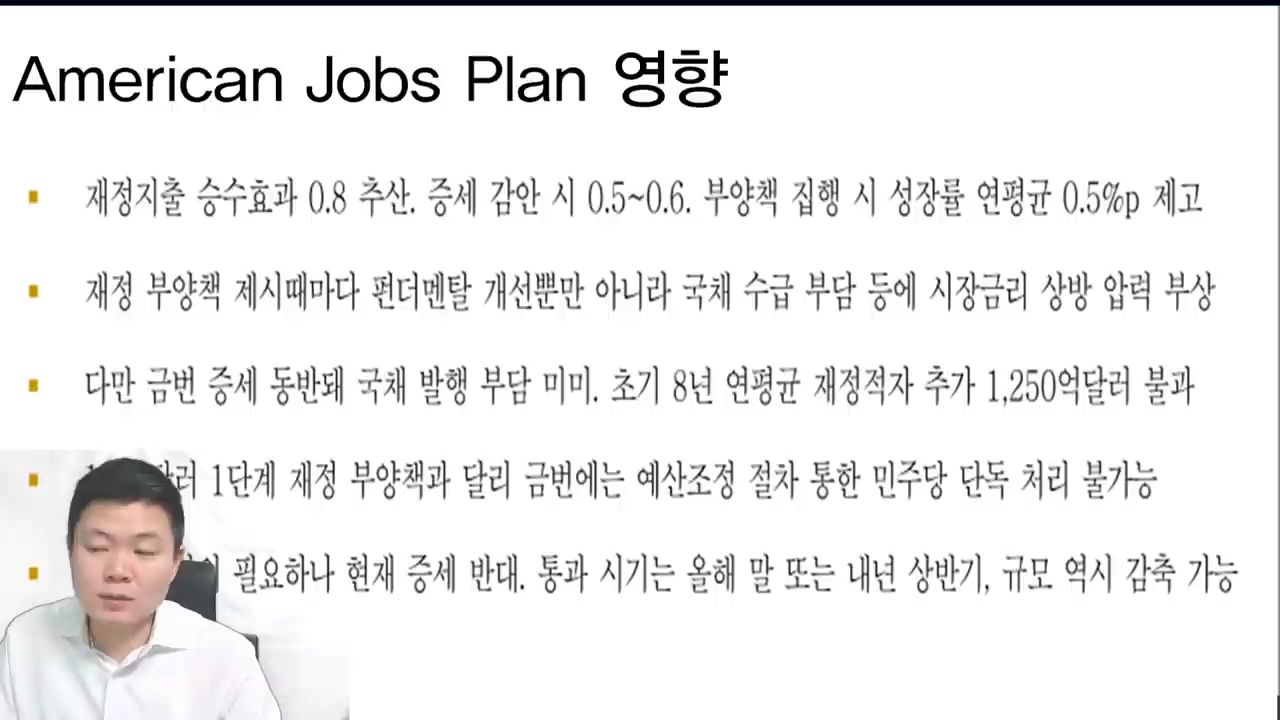 American Jobs Plan 영향
재정지출 승수효과 0.8 추산. 증세 감안 시 0.5~0.6. 부양책 집행 시 성장률 연평균 0.5%p 제고
재정 부양책 제시때마다 펀더멘탈 개선뿐만 아니라 국채 수급 부담 등에 시장금리 상방 압력 부상
다만 금번 증세 동반돼 국채 발행 부담 미미. 초기 8년 연평균 재정적자 추가 1,250억달러 불과
1단계 재정 부양책과 달리 금번에는 예산조정 절차 통한 민주당 단독 처리 불가능
필요하나 현재 증세 반대. 통과 시기는 올해 말 또는 내년 상반기, 규모 역시 감축 가능